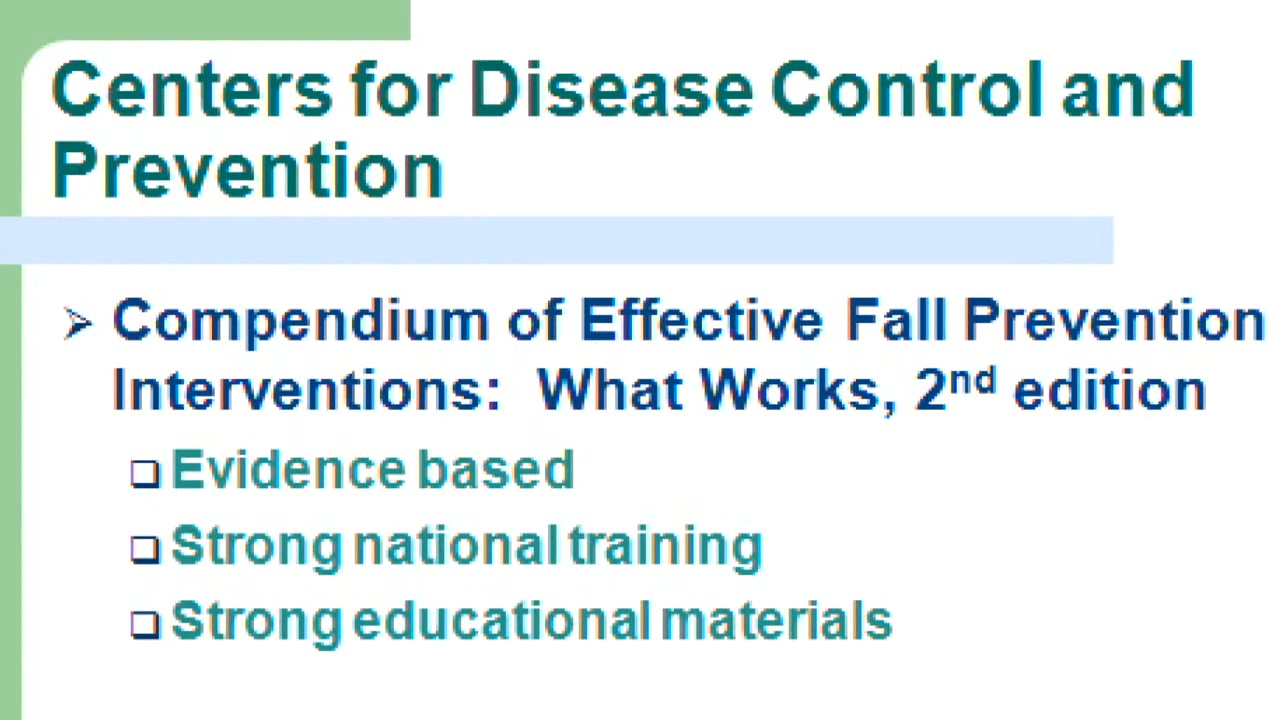 Centers for Disease Control and
Prevention
Compendium of Effective Fall Prevention
Interventions: What Works, 2nd edition
Evidence based
Strong national training
Strong educational materials